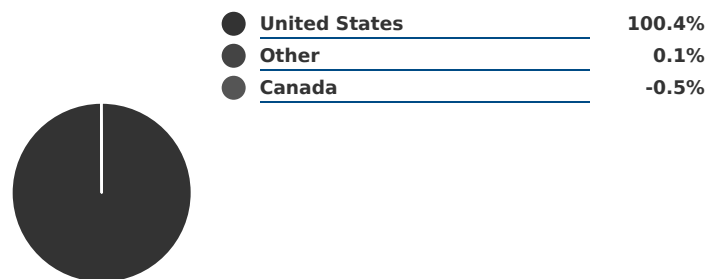 United States 100.4%
Other 0.1%
Canada -0.5%